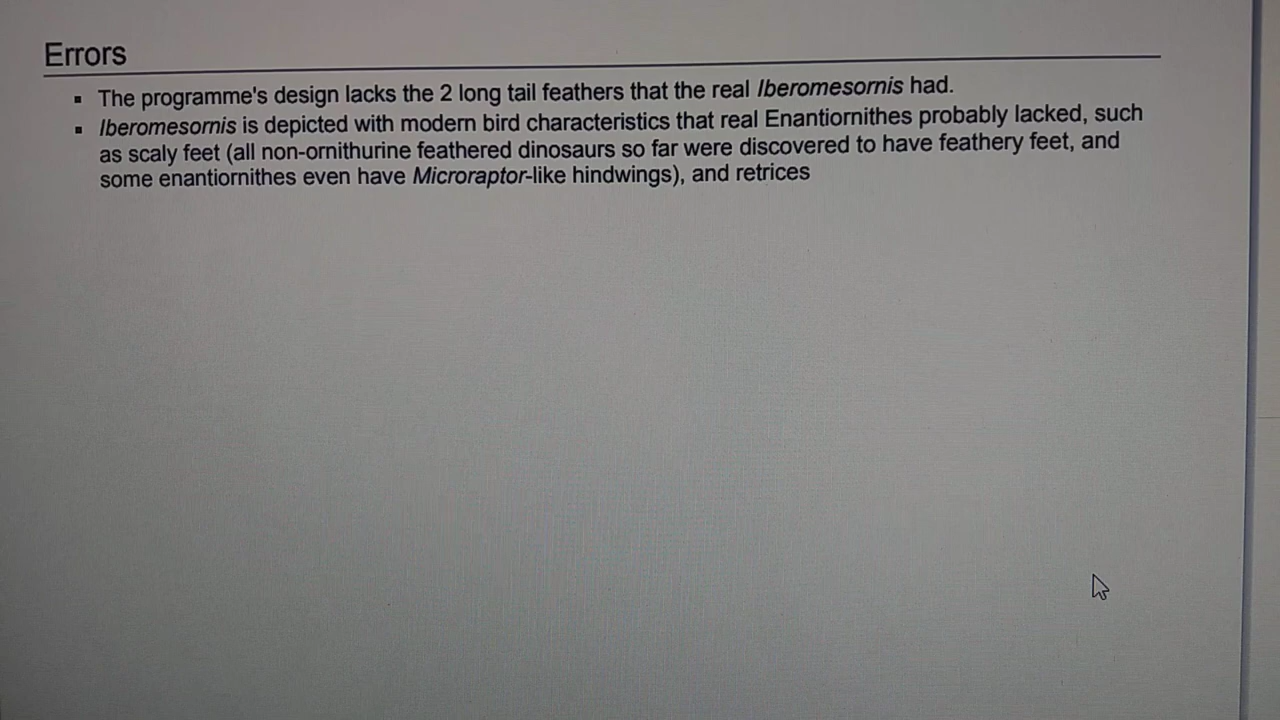 Errors
▪ The programme's design lacks the 2 long tail feathers that the real Iberomesornis had.
▪ Iberomesornis is depicted with modern bird characteristics that real Enantiornithes probably lacked, such
as scaly feet (all non-ornithurine feathered dinosaurs so far were discovered to have feathery feet, and
some enantiornithes even have Microraptor-like hindwings), and retrices